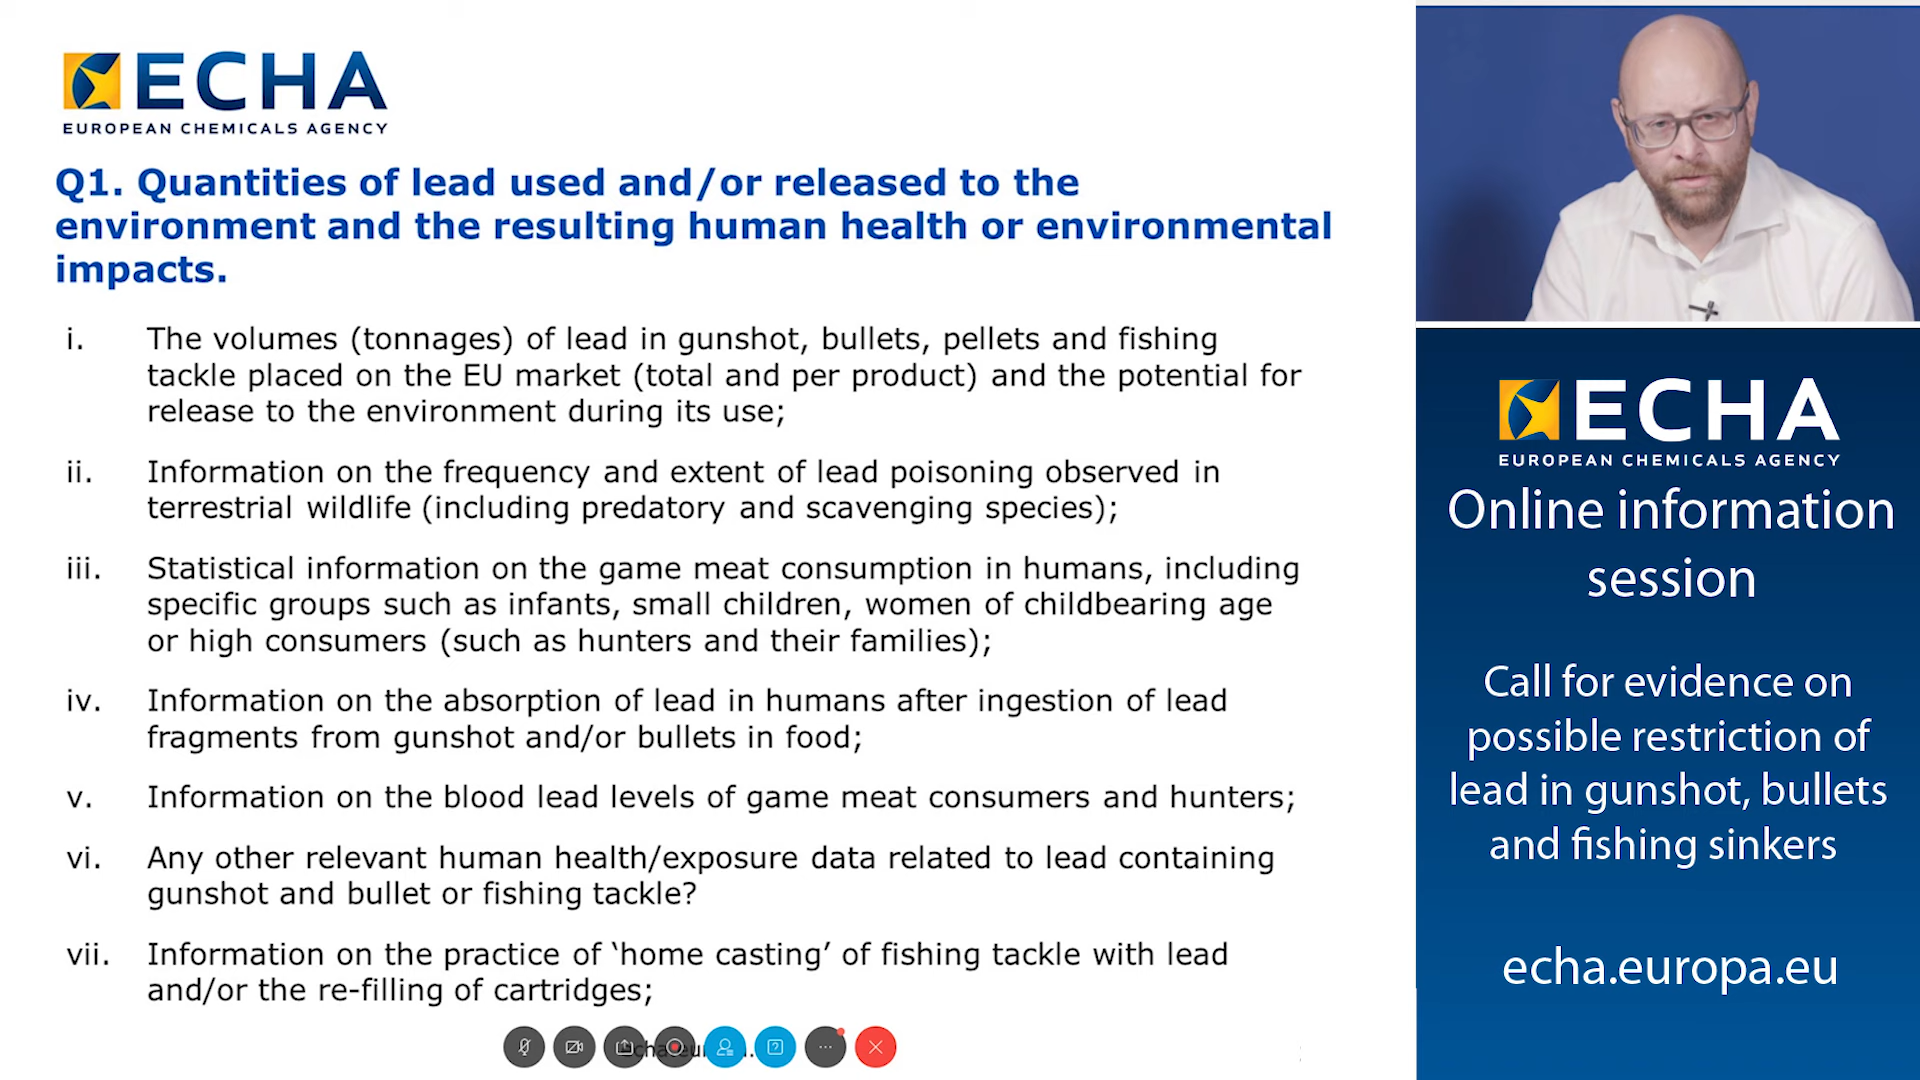 ECHA
EUROPEAN CHEMICALS AGENCY
Q1. Quantities of lead used and/or released to the
environment and the resulting human health or environmental
impacts.
i. The volumes (tonnages) of lead in gunshot, bullets, pellets and fishing
tackle placed on the EU market (total and per product) and the potential for
release to the environment during its use;
ii. Information on the frequency and extent of lead poisoning observed in
terrestrial wildlife (including predatory and scavenging species);
iii. Statistical information on the game meat consumption in humans, including
specific groups such as infants, small children, women of childbearing age
or high consumers (such as hunters and their families);
iv. Information on the absorption of lead in humans after ingestion of lead
fragments from gunshot and/or bullets in food;
v. Information on the blood lead levels of game meat consumers and hunters;
vi. Any other relevant human health/exposure data related to lead containing
gunshot and bullet or fishing tackle?
vii. Information on the practice of ‘home casting’ of fishing tackle with lead
and/or the re-filling of cartridges;
ECHA
EUROPEAN CHEMICALS AGENCY
Online information
session
Call for evidence on
possible restriction of
lead in gunshot, bullets
and fishing sinkers
echa.europa.eu